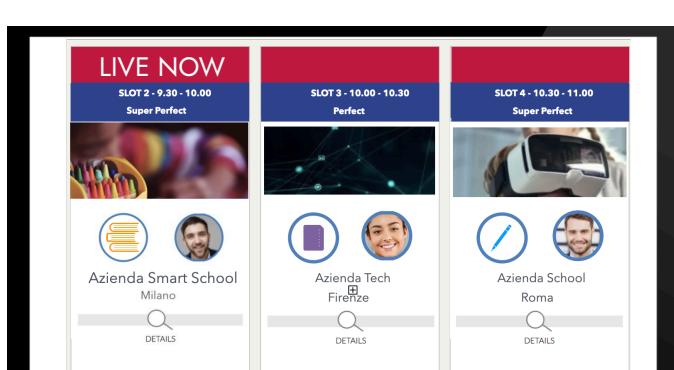 LIVE NOW
SLOT 2 - 9.30 - 10.00
Super Perfect
Azienda Smart School
Milano
DETAILS
SLOT 3 - 10.00 - 10.30
Perfect
Azienda Tech
Firenze
DETAILS
SLOT 4 - 10.30 - 11.00
Super Perfect
Azienda School
Roma
DETAILS